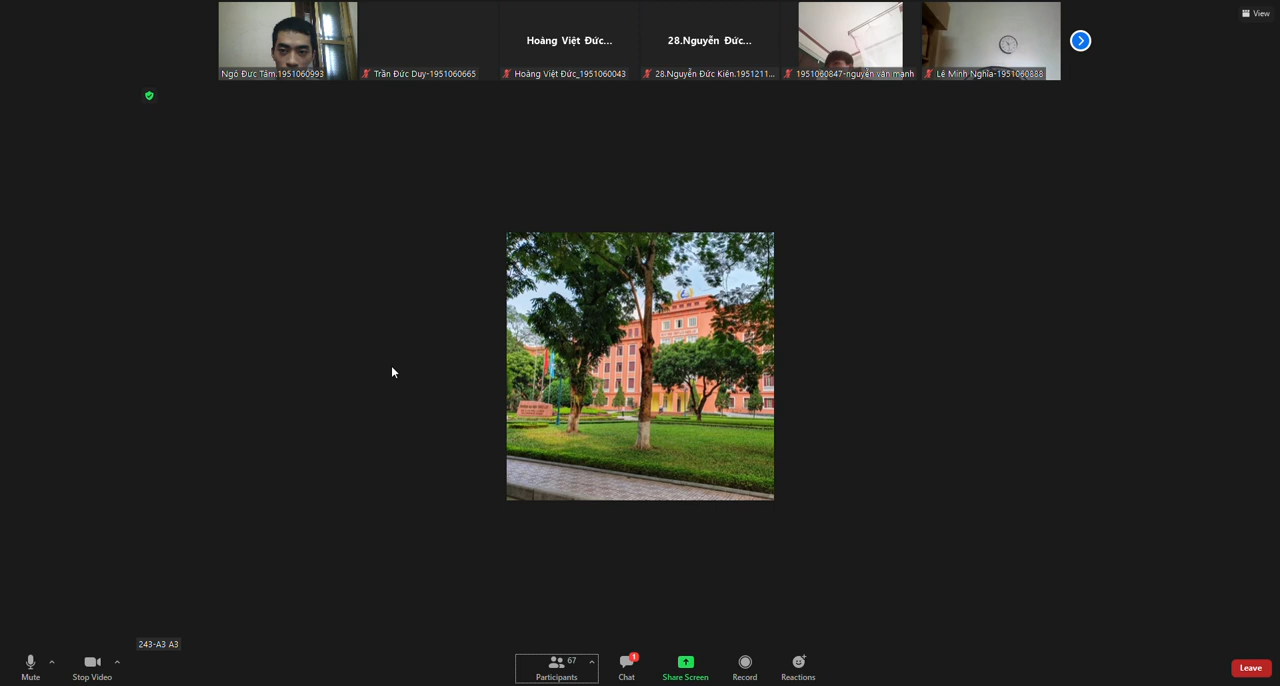 View
Hoàng Việt Đức...
28.Nguyễn Đức...
Ngô Đưc Tâm.1951060993
Trần Đức Duy-1951060665
Hoàng Việt Đức_1951060043
28.Nguyễn Đức Kiên.1951211...
1951060847-nguyễn văn mạnh
Lê Minh Nghĩa-1951060888
243-A3 A3
Mute
Stop Video
67
Participants
1
Chat
Share Screen
Record
Reactions
Leave